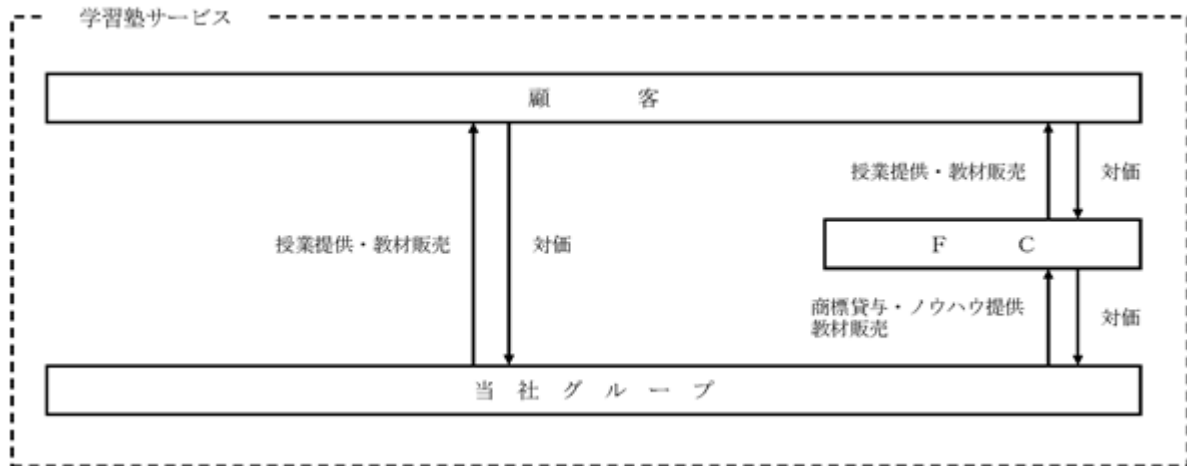 学習塾サービス
顧客
授業提供・教材販売
対価
授業提供・教材販売
対価
FC
商標貸与・ノウハウ提供
教材販売
対価
当社グループ